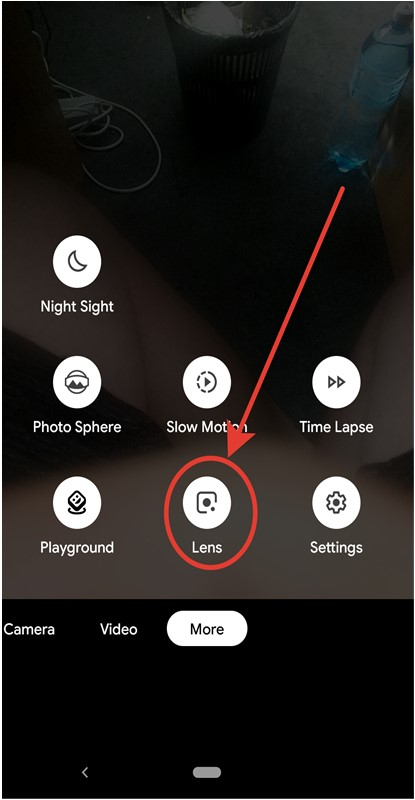 Night Sight
Photo Sphere Slow Motion Time Lapse
Playground Lens Settings
Camera Video More